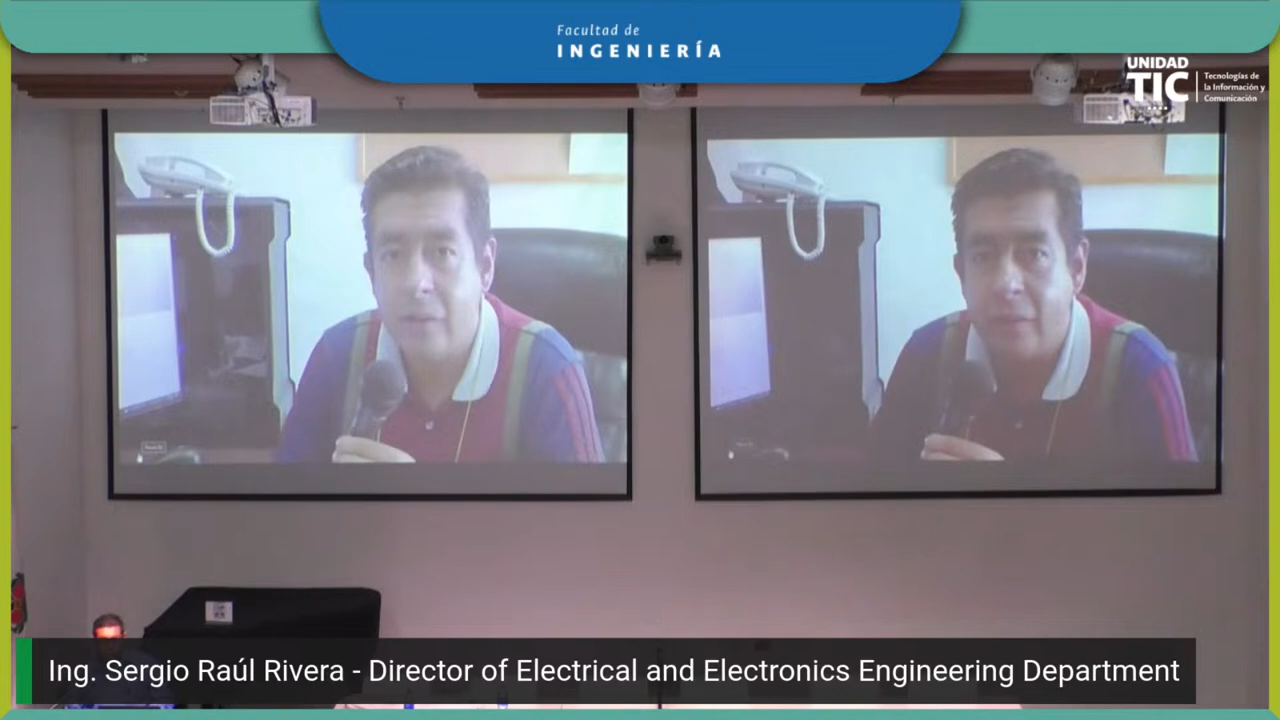 Facultad de
INGENIERÍA
UNIDAD
TIC
Tecnologías de
la Información y
Comunicación
Ing. Sergio Raúl Rivera - Director of Electrical and Electronics Engineering Department